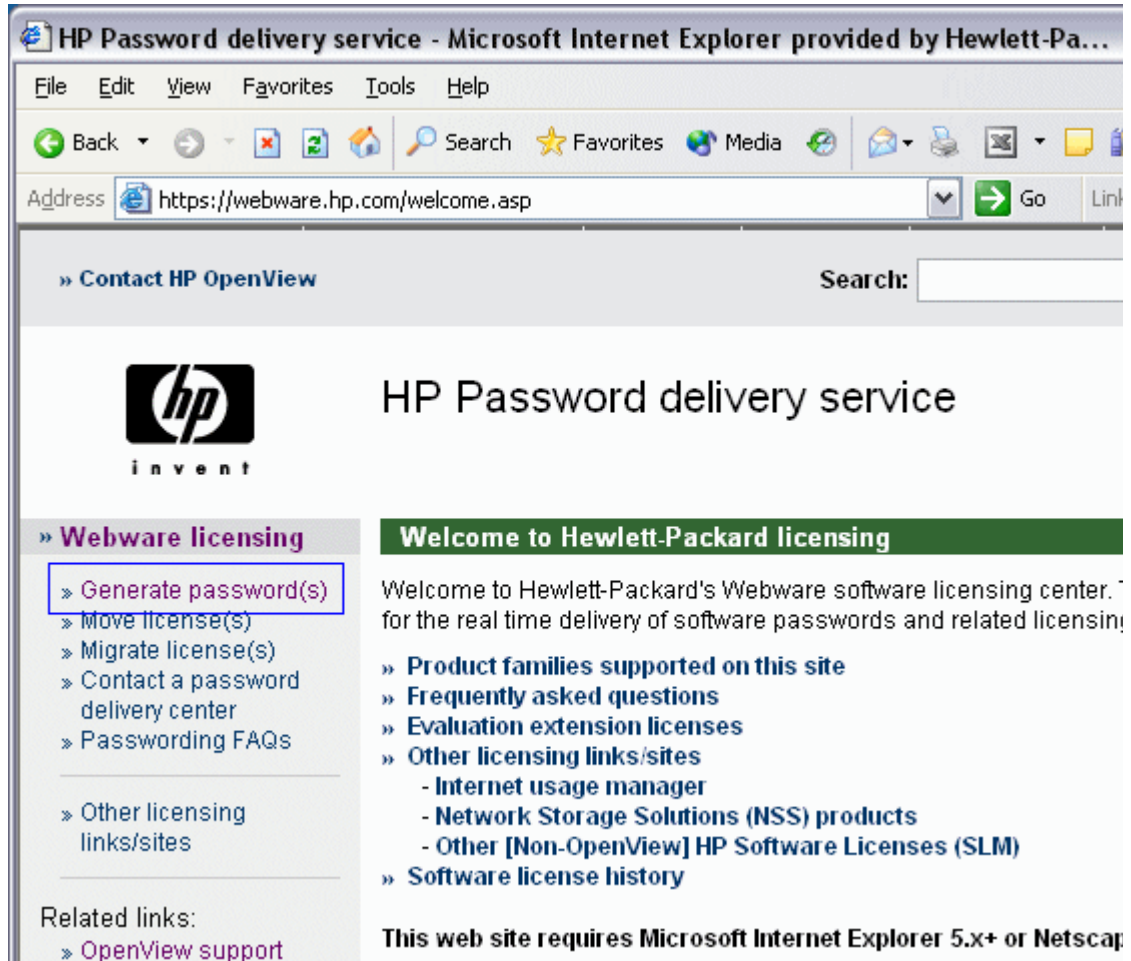 HP Password delivery service - Microsoft Internet Explorer provided by Hewlett-Pa...
File Edit View Favorites Tools Help
Back Search Favorites Media
Address https://webware.hp.com/welcome.asp Go
» Contact HP OpenView Search:
hp
invent
HP Password delivery service
» Webware licensing
» Generate password(s)
» Move license(s)
» Migrate license(s)
» Contact a password
delivery center
» Passwording FAQs
» Other licensing
links/sites
Related links:
» OpenView support
Welcome to Hewlett-Packard licensing
Welcome to Hewlett-Packard's Webware software licensing center.
for the real time delivery of software passwords and related
» Product families supported on this site
» Frequently asked questions
» Evaluation extension licenses
» Other licensing links/sites
- Internet usage manager
- Network Storage Solutions (NSS) products
- Other [Non-OpenView] HP Software Licenses (SLM)
» Software license history
This web site requires Microsoft Internet Explorer 5.x+ or